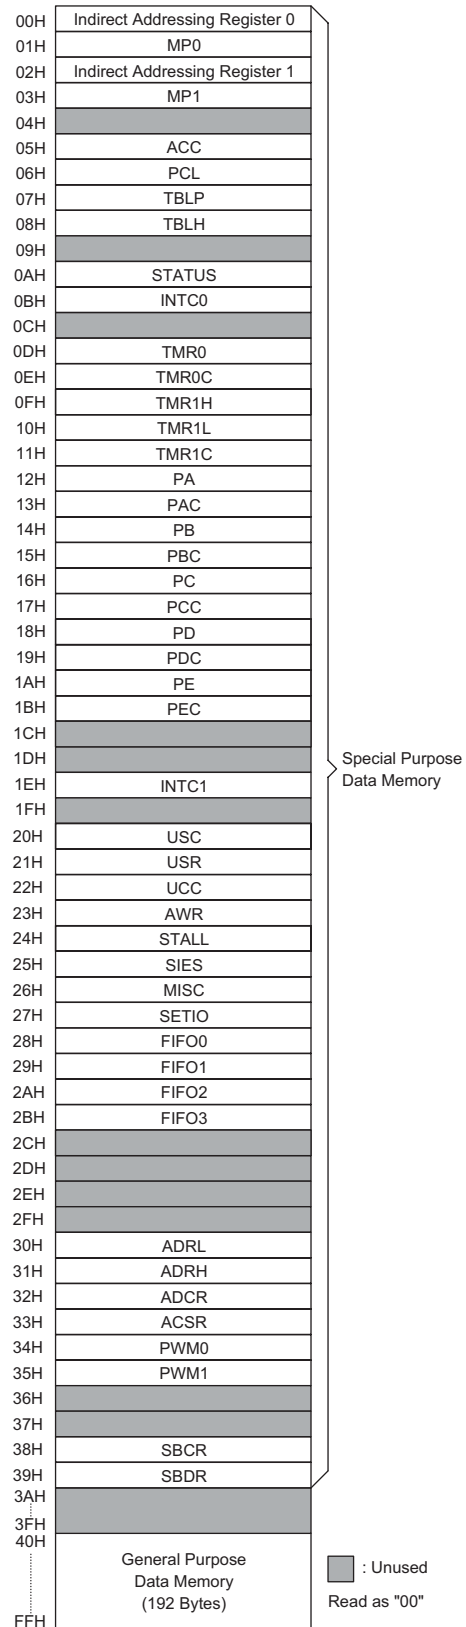 00H Indirect Addressing Register 0
01H MP0
02H Indirect Addressing Register 1
03H MP1
04H
05H ACC
06H PCL
07H TBLP
08H TBLH
09H
0AH STATUS
0BH INTC0
0CH
0DH TMR0
0EH TMR0C
0FH TMR1H
10H TMR1L
11H TMR1C
12H PA
13H PAC
14H PB
15H PBC
16H PC
17H PCC
18H PD
19H PDC
1AH PE
1BH PEC
1CH
1DH Special Purpose
1EH INTC1 Data Memory
1FH
20H USC
21H USR
22H UCC
23H AWR
24H STALL
25H SIES
26H MISC
27H SETIO
28H FIFO0
29H FIFO1
2AH FIFO2
2BH FIFO3
2CH
2DH
2EH
2FH
30H ADRL
31H ADRH
32H ADCR
33H ACSR
34H PWM0
35H PWM1
36H
37H
38H SBCR
39H SBDR
3AH
3FH
40H
General Purpose
Data Memory
(192 Bytes)
FFH
: Unused
Read as "00"